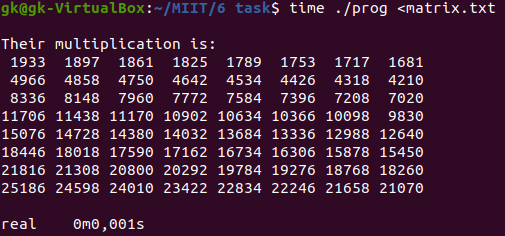 gk@gk-VirtualBox:~/MIIT/6 task$ time ./prog <matrix.txt
Their multiplication is:
1933 1897 1861 1825 1789 1753 1717 1681
4966 4858 4750 4642 4534 4426 4318 4210
8336 8148 7960 7772 7584 7396 7208 7020
11706 11438 11170 10902 10634 10366 10098 9830
15076 14728 14380 14032 13684 13336 12988 12640
18446 18018 17590 17162 16734 16306 15878 15450
21816 21308 20800 20292 19784 19276 18768 18260
25186 24598 24010 23422 22834 22246 21658 21070
real 0m0,001s